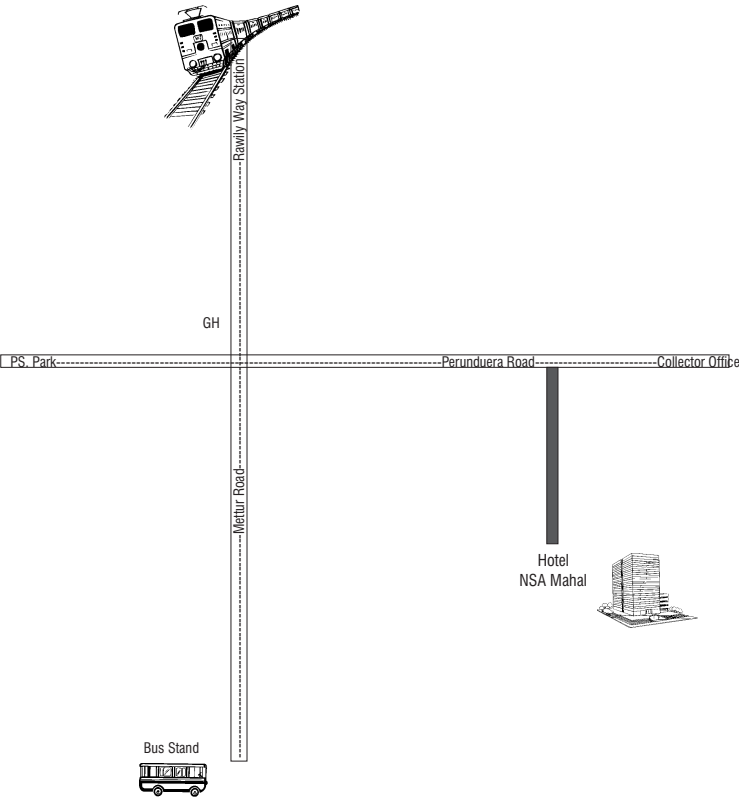 Rawily Way Station
GH
PS. Park
Perunduera Road
Collector Office
Mettur Road
Hotel
NSA Mahal
Bus Stand